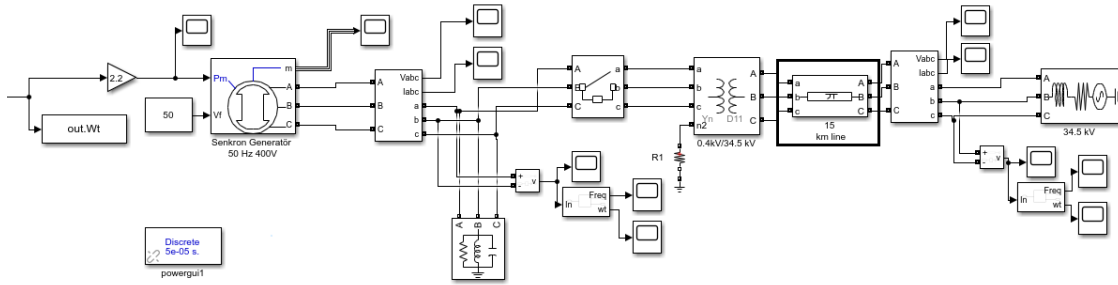 2.2
out.Wt
50
Pm
m
A
B
C
Vf
Senkron Generatör
50 Hz 400V
Vabc
Iabc
A
a
B
b
C
c
+
-
v
Freq
In
wt
A
B
C
A
a
B
b
C
c
a
A
b
B
c
C
Yn
D11
n2
0.4kV/34.5 kV
R1
a
A
b
B
c
C
15
km line
Vabc
Iabc
A
a
B
b
C
c
A
B
C
34.5 kV
+
-
v
Freq
In
wt
Discrete
5e-05 s.
powergui1